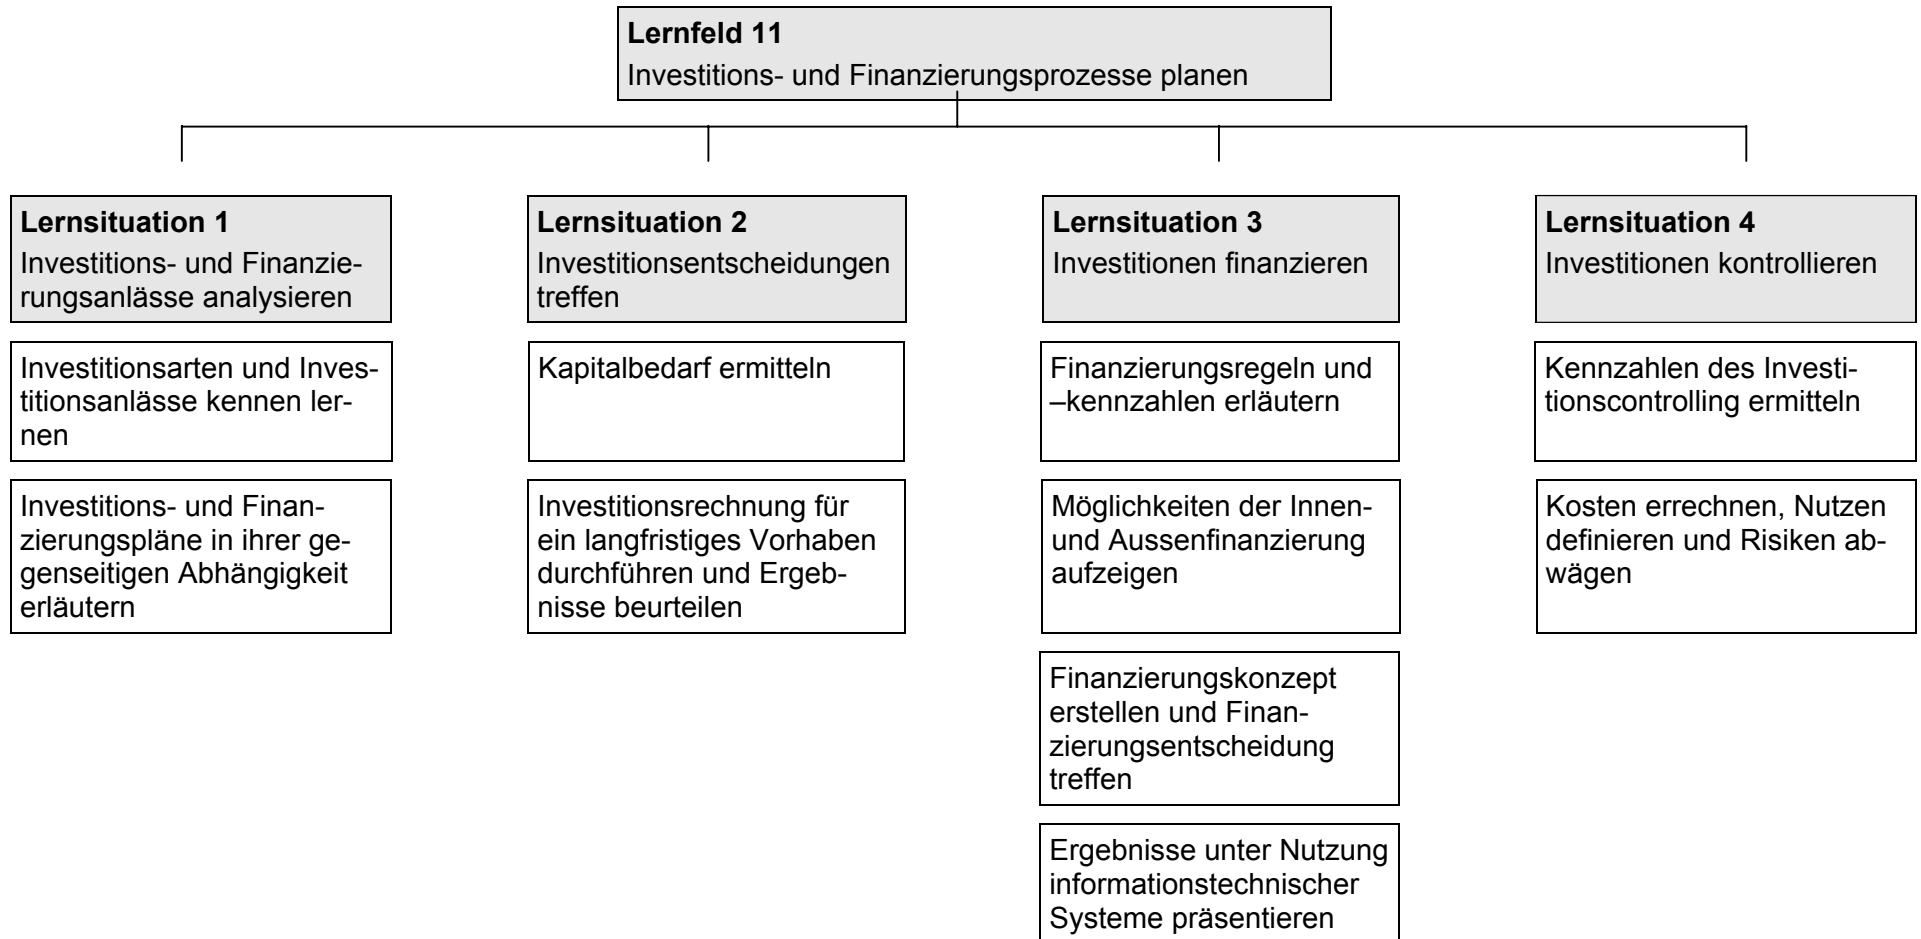 Lernfeld 11
Investitions- und Finanzierungsprozesse planen
Lernsituation 1
Investitions- und Finanzie-
rungsanlässe analysieren
Investitionsarten und Inves-
titionsanlässe kennen ler-
nen
Investitions- und Finan-
zierungspläne in ihrer ge-
genseitigen Abhängigkeit
erläutern
Lernsituation 2
Investitionsentscheidungen
treffen
Kapitalbedarf ermitteln
Investitionsrechnung für
ein langfristiges Vorhaben
durchführen und Ergeb-
nisse beurteilen
Lernsituation 3
Investitionen finanzieren
Finanzierungsregeln und
–kennzahlen erläutern
Möglichkeiten der Innen-
und Aussenfinanzierung
aufzeigen
Finanzierungskonzept
erstellen und Finan-
zierungsentscheidung
treffen
Ergebnisse unter Nutzung
informationstechnischer
Systeme präsentieren
Lernsituation 4
Investitionen kontrollieren
Kennzahlen des Investi-
tionscontrolling ermitteln
Kosten errechnen, Nutzen
definieren und Risiken ab-
wägen